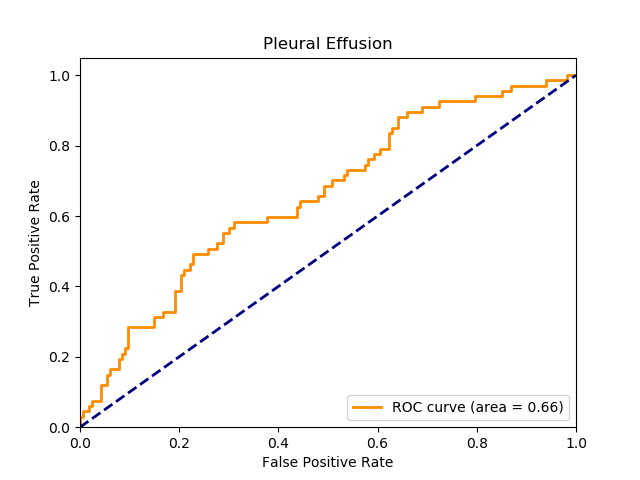 Pleural Effusion
True Positive Rate
1.0
0.8
0.6
0.4
0.2
0.0
ROC curve (area = 0.66)
0.0 0.2 0.4 0.6 0.8 1.0
False Positive Rate